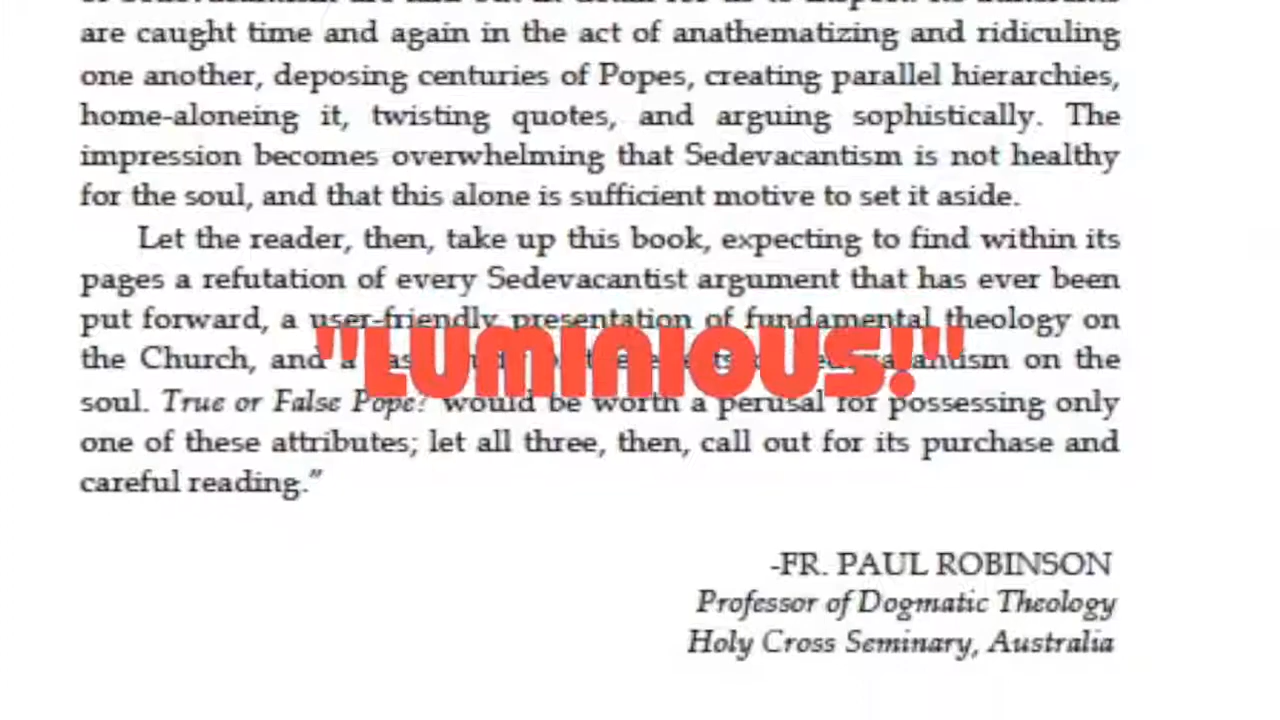 are caught time and again in the act of anathematizing and ridiculing
one another, deposing centuries of Popes, creating parallel hierarchies,
home-aloneing it, twisting quotes, and arguing sophistically. The
impression becomes overwhelming that Sedevacantism is not healthy
for the soul, and that this alone is sufficient motive to set it aside.
Let the reader, then, take up this book, expecting to find within its
pages a refutation of every Sedevacantist argument that has ever been
put forward, a user-friendly presentation of fundamental theology on
"LUMINIOUS!"
the Church, and a on the
soul. True or False Pope? would be worth a perusal for possessing only
one of these attributes; let all three, then, call out for its purchase and
careful reading.”
-FR. PAUL ROBINSON
Professor of Dogmatic Theology
Holy Cross Seminary, Australia